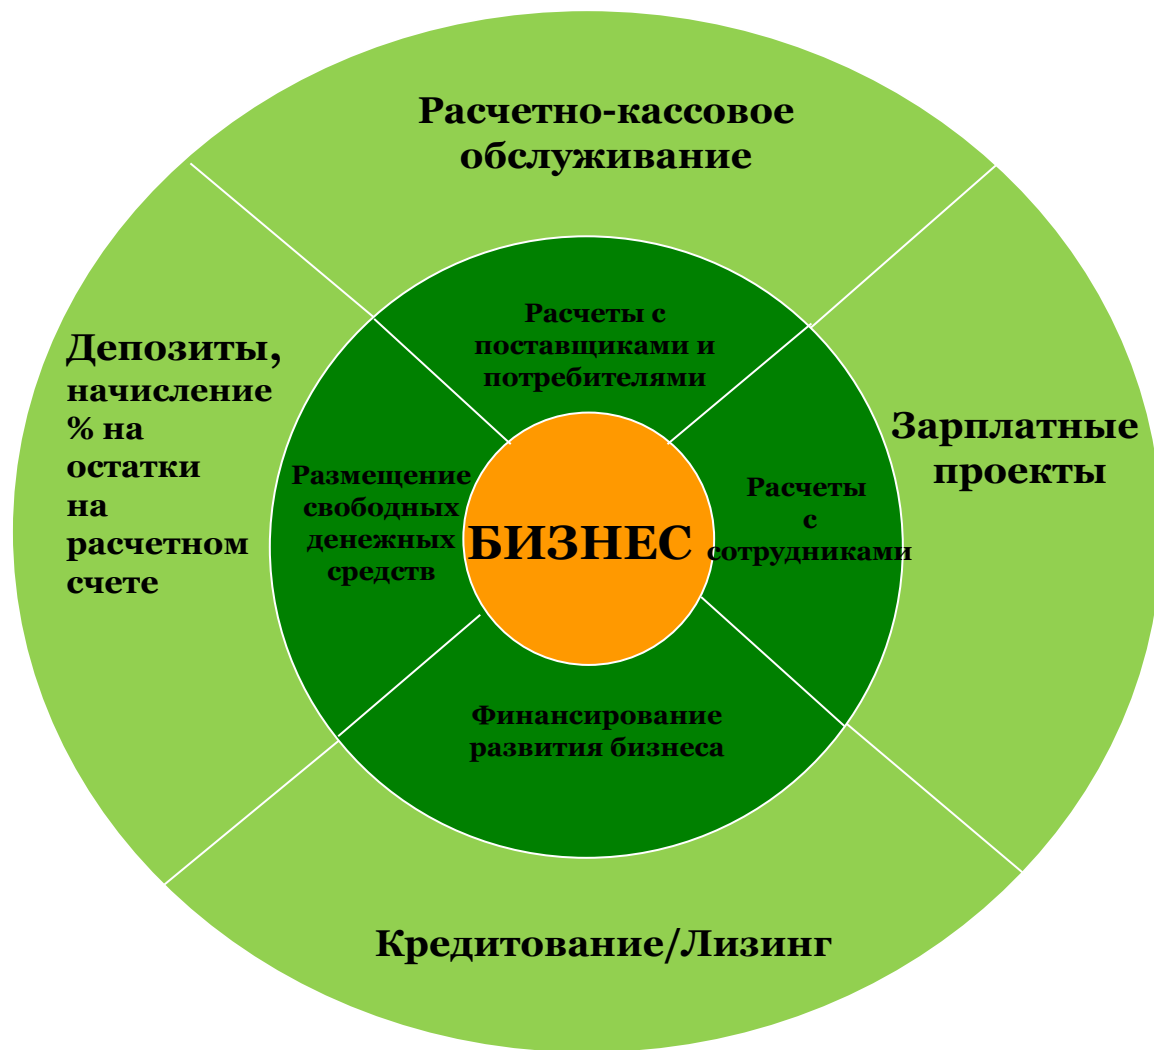 Расчетно-кассовое
обслуживание
Расчеты с
поставщиками и
потребителями
Депозиты,
начисление
% на
остатки
на
расчетном
счете
Размещение
свободных
денежных
средств
БИЗНЕС
Расчеты
с
сотрудниками
Зарплатные
проекты
Финансирование
развития бизнеса
Кредитование/Лизинг